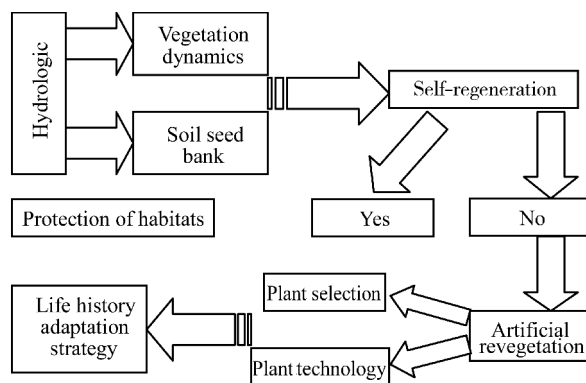 Hydrologic
Vegetation
dynamics
Soil seed
bank
Self-regeneration
Protection of habitats
Yes
No
Life history
adaptation
strategy
Plant selection
Plant technology
Artificial
revegetation